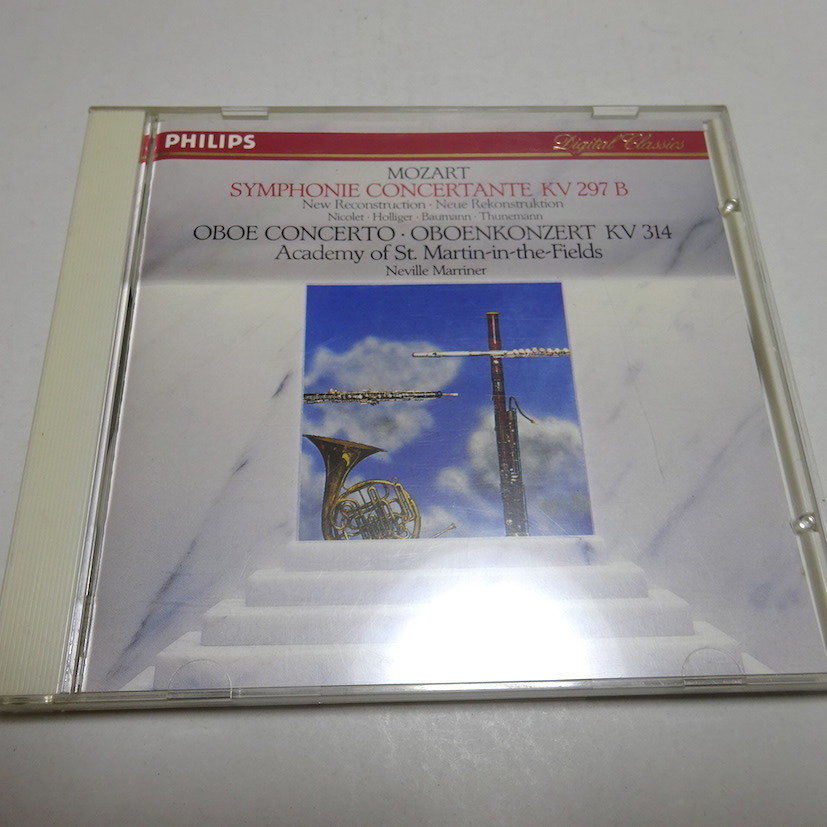 PHILIPS
Digital Classics
MOZART
SYMPHONIE CONCERTANTE KV 297 B
New Reconstruction · Neue Rekonstruktion
Nicolet · Holliger · Baumann · Thunemann
OBOE CONCERTO · OBOENKONZERT KV 314
Academy of St. Martin-in-the-Fields
Neville Marriner